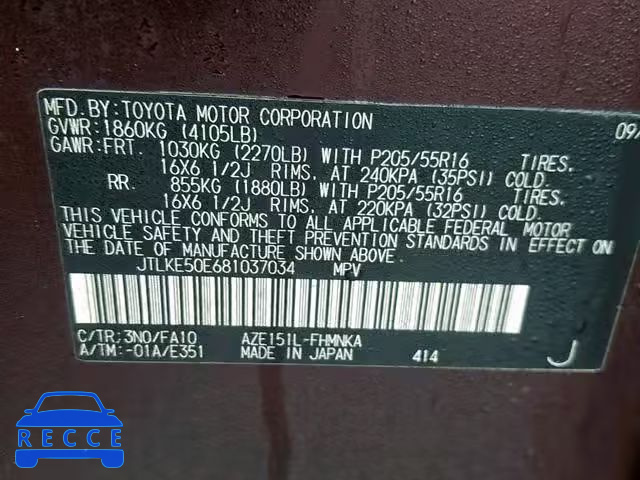 MFD.BY:TOYOTA MOTOR CORPORATION 09/
GVWR:1860KG (4105LB)
GAWR:FRT. 1030KG (2270LB) WITH P205/55R16 TIRES.
16X6 1/2J RIMS. AT 240KPA (35PSI) COLD.
RR. 855KG (1880LB) WITH P205/55R16 TIRES.
16X6 1/2J RIMS. AT 220KPA (32PSI) COLD.
THIS VEHICLE CONFORMS TO ALL APPLICABLE FEDERAL MOTOR
VEHICLE SAFETY AND THEFT PREVENTION STANDARDS IN EFFECT ON
THE DATE OF MANUFACTURE SHOWN ABOVE.
JTLKE50E681037034 MPV
C/TR:3N0/FA10 AZE151L-FHMNKA
A/TM:-01A/E351 MADE IN JAPAN 414 J
RECCE